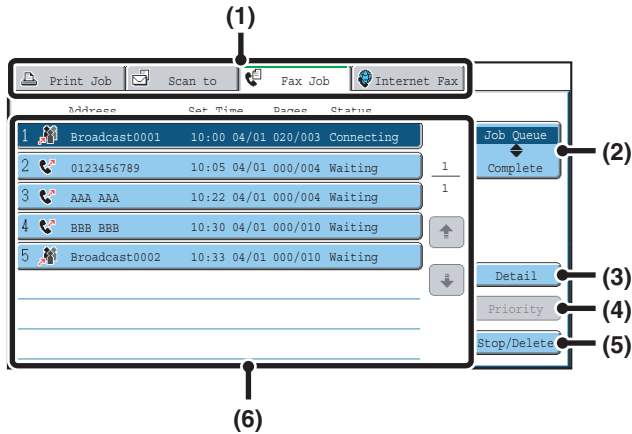 (1)
Print Job Scan to Fax Job Internet Fax
Address Set Time Pages Status
1 Broadcast0001 10:00 04/01 020/003 Connecting
2 0123456789 10:05 04/01 000/004 Waiting
3 AAA AAA 10:22 04/01 000/004 Waiting
4 BBB BBB 10:30 04/01 000/010 Waiting
5 Broadcast0002 10:33 04/01 000/010 Waiting
1
1
Job Queue
Complete
(2)
Detail
(3)
Priority
(4)
Stop/Delete
(5)
(6)